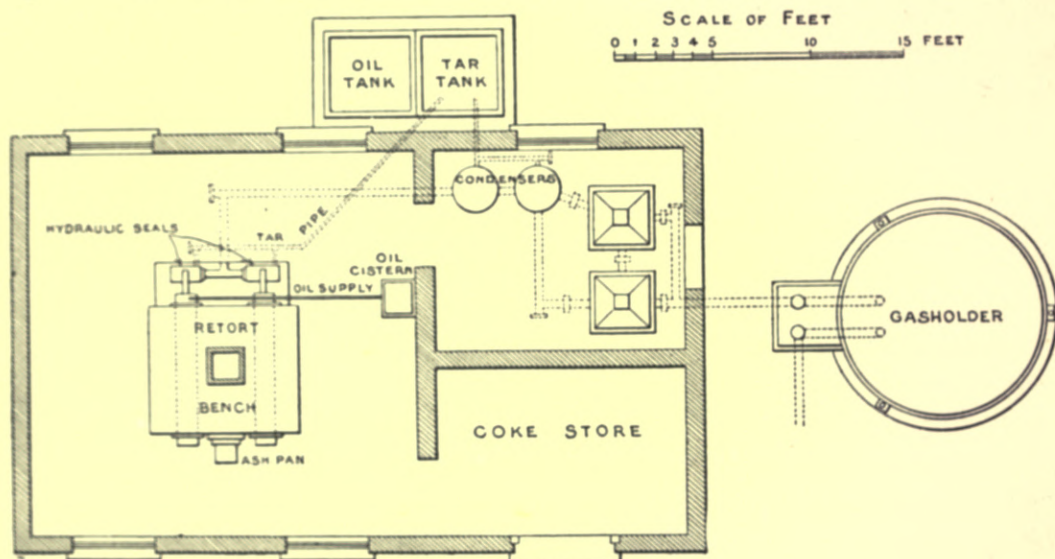 SCALE OF FEET
0 1 2 3 4 5 10 15 FEET
OIL
TANK
TAR
TANK
CONDENSERS
HYDRAULIC SEALS
TAR
PIPE
OIL
CISTERN
OIL SUPPLY
RETORT
BENCH
ASH PAN
COKE STORE
GASHOLDER